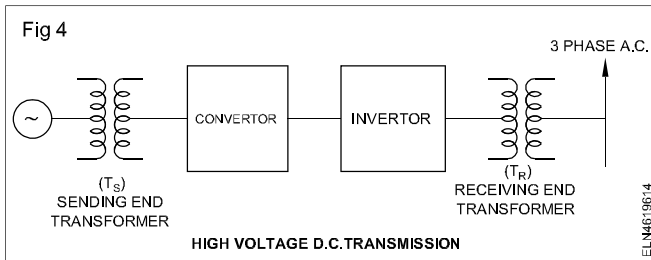 Fig 4
3 PHASE A.C.
~
CONVERTOR
INVERTOR
(TS)
SENDING END
TRANSFORMER
(TR)
RECEIVING END
TRANSFORMER
HIGH VOLTAGE D.C.TRANSMISSION
ELN4619614